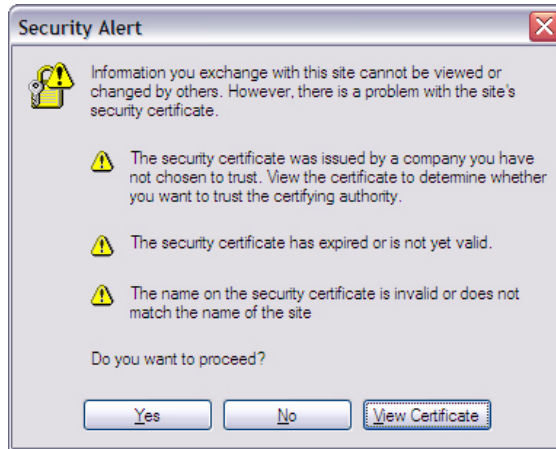 Security Alert
Information you exchange with this site cannot be viewed or
changed by others. However, there is a problem with the site's
security certificate.
The security certificate was issued by a company you have
not chosen to trust. View the certificate to determine whether
you want to trust the certifying authority.
The security certificate has expired or is not yet valid.
The name on the security certificate is invalid or does not
match the name of the site
Do you want to proceed?
Yes
No
View Certificate